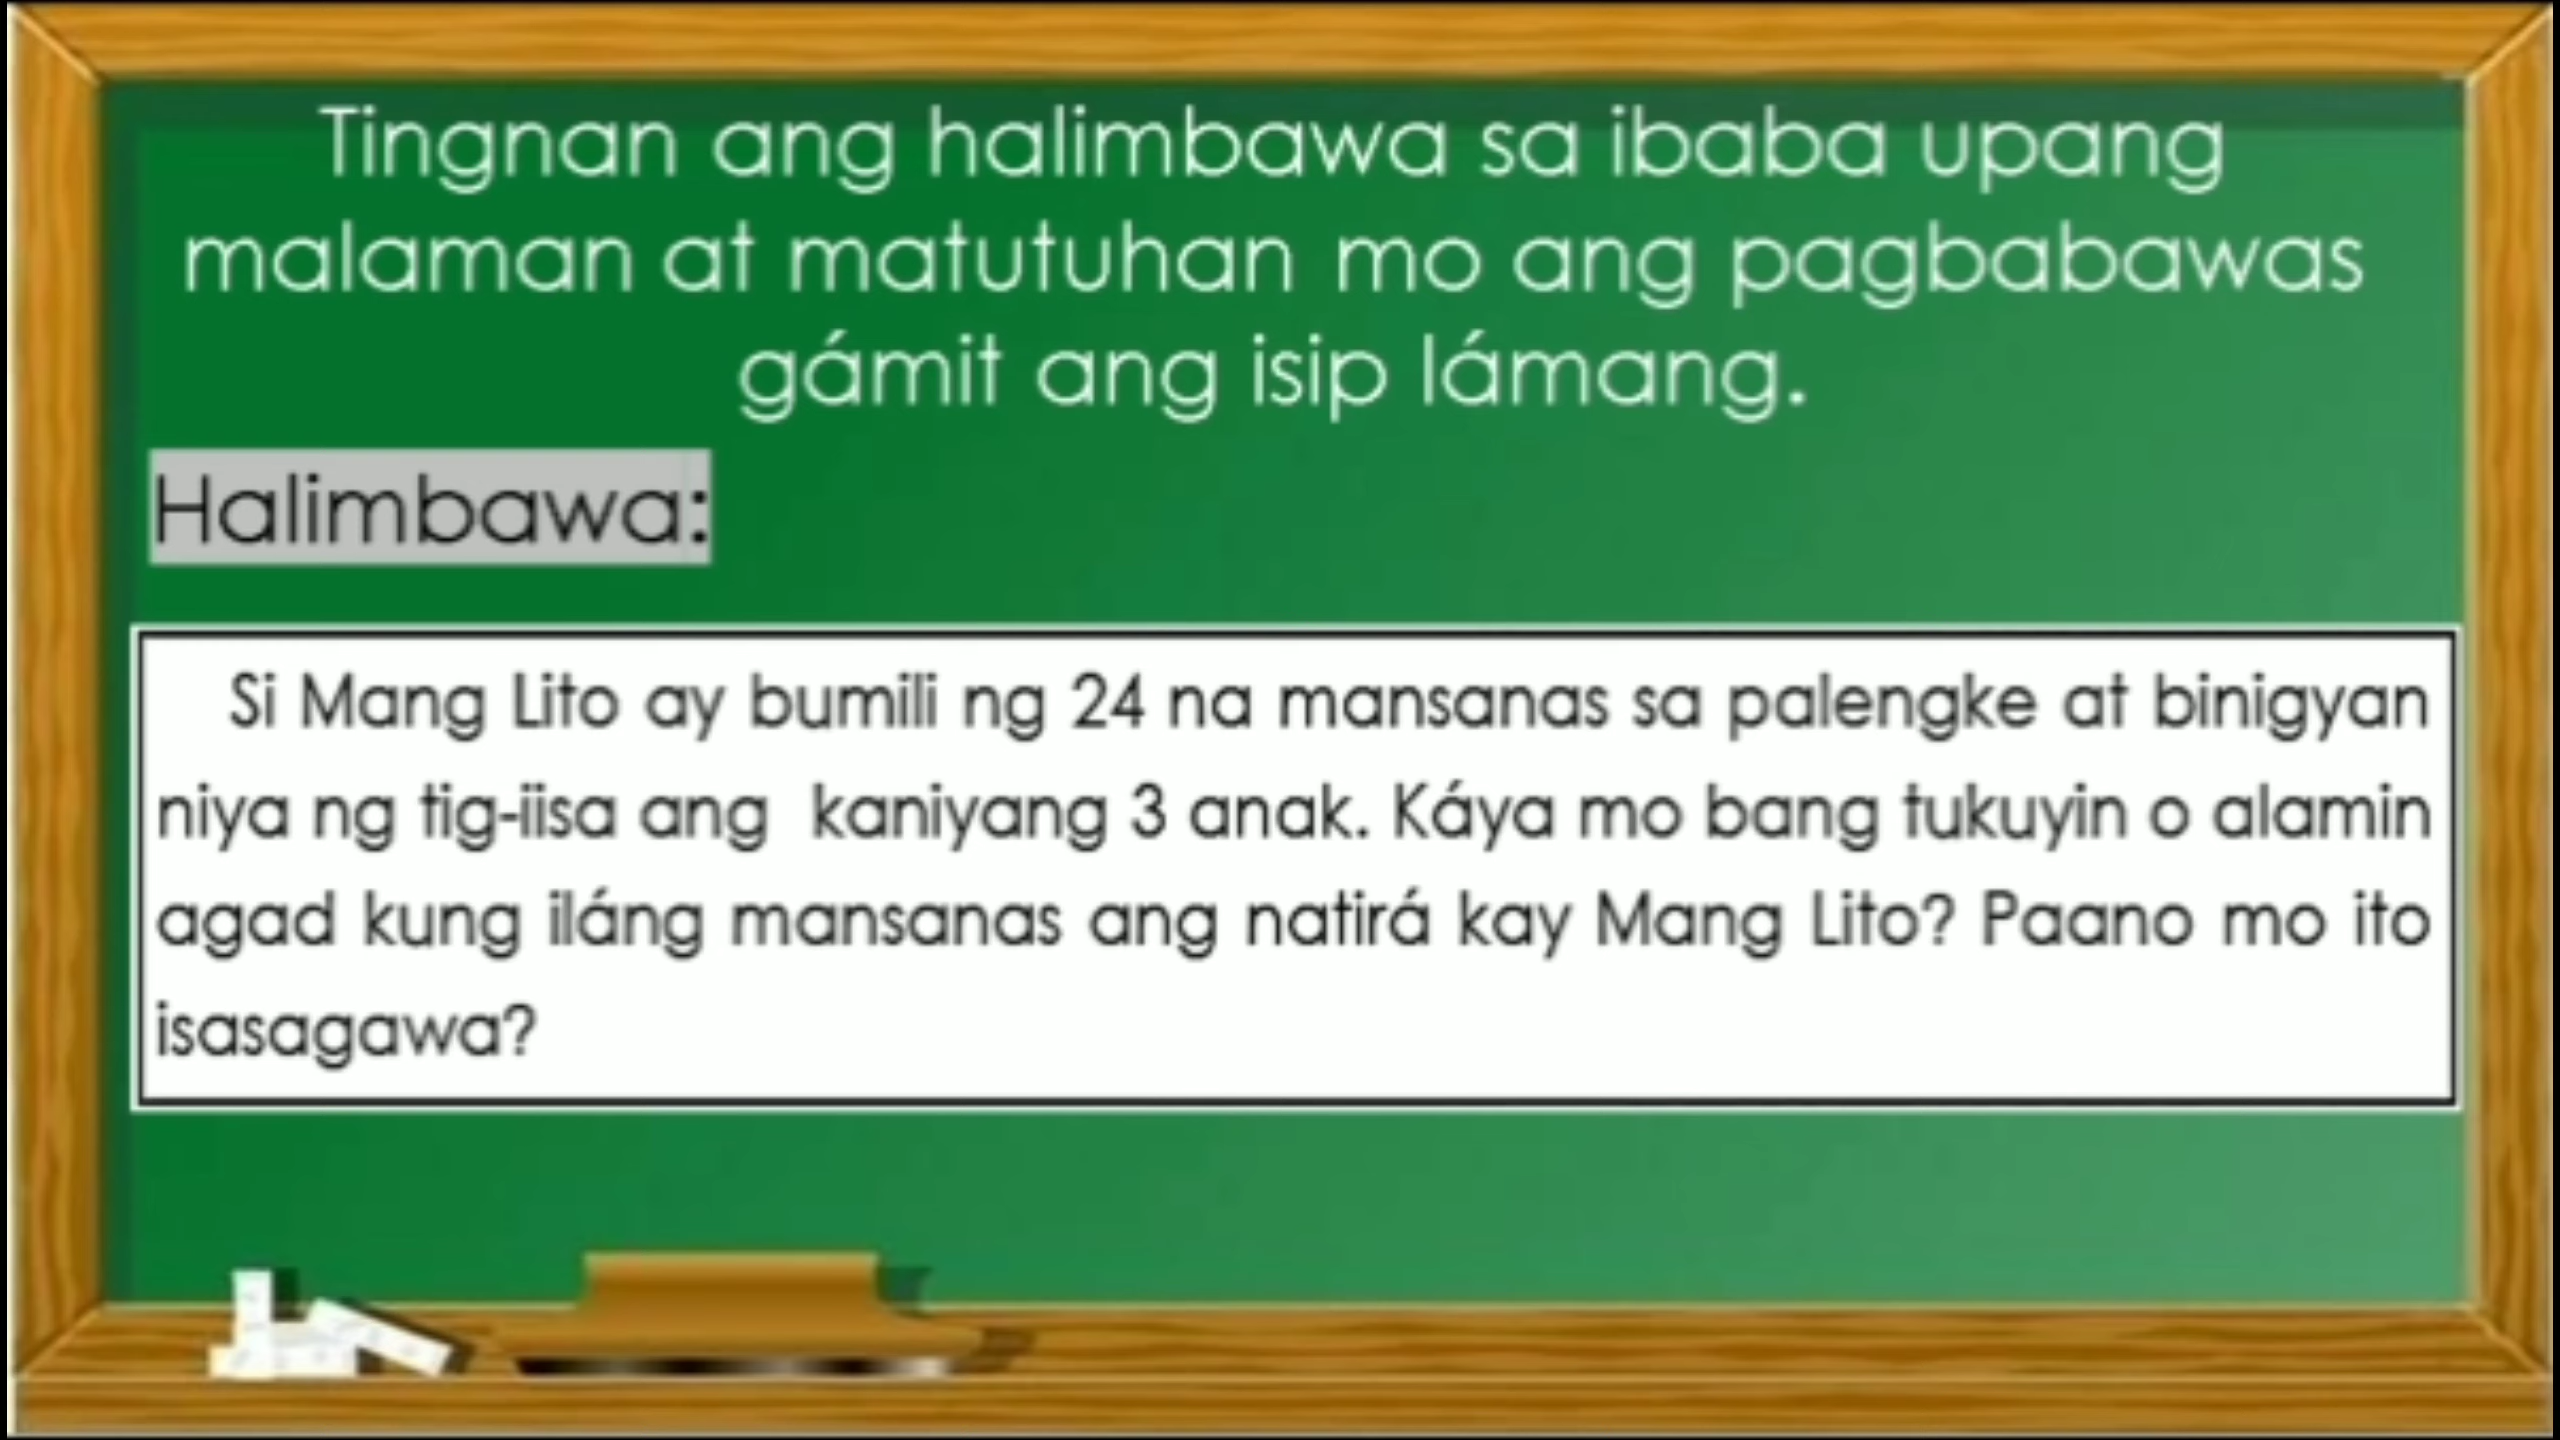 Tingnan ang halimbawa sa ibaba upang
malaman at matutuhan mo ang pagbabawas
gámit ang isip lámang.
Halimbawa:
Si Mang Lito ay bumili ng 24 na mansanas sa palengke at binigyan
niya ng tig-iisa ang kaniyang 3 anak. Káya mo bang tukuyin o alamin
agad kung iláng mansanas ang natirá kay Mang Lito? Paano mo ito
isasagawa?